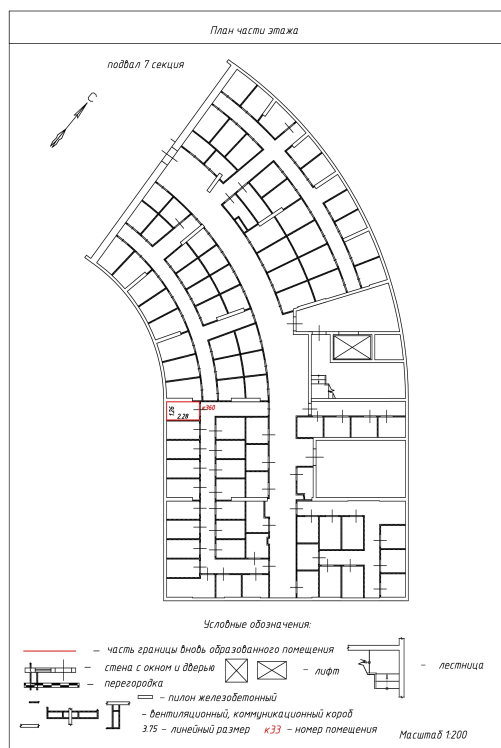 План части этажа
подвал 7 секция
С
1.26
2.28
к360
Условные обозначения:
— часть границы вновь образованного помещения
— стена с окном и дверью
— лифт
— лестница
— перегородка
— пилон железобетонный
— вентиляционный, коммуникационный короб
3.75 — линейный размер к33 — номер помещения
Масштаб 1:200